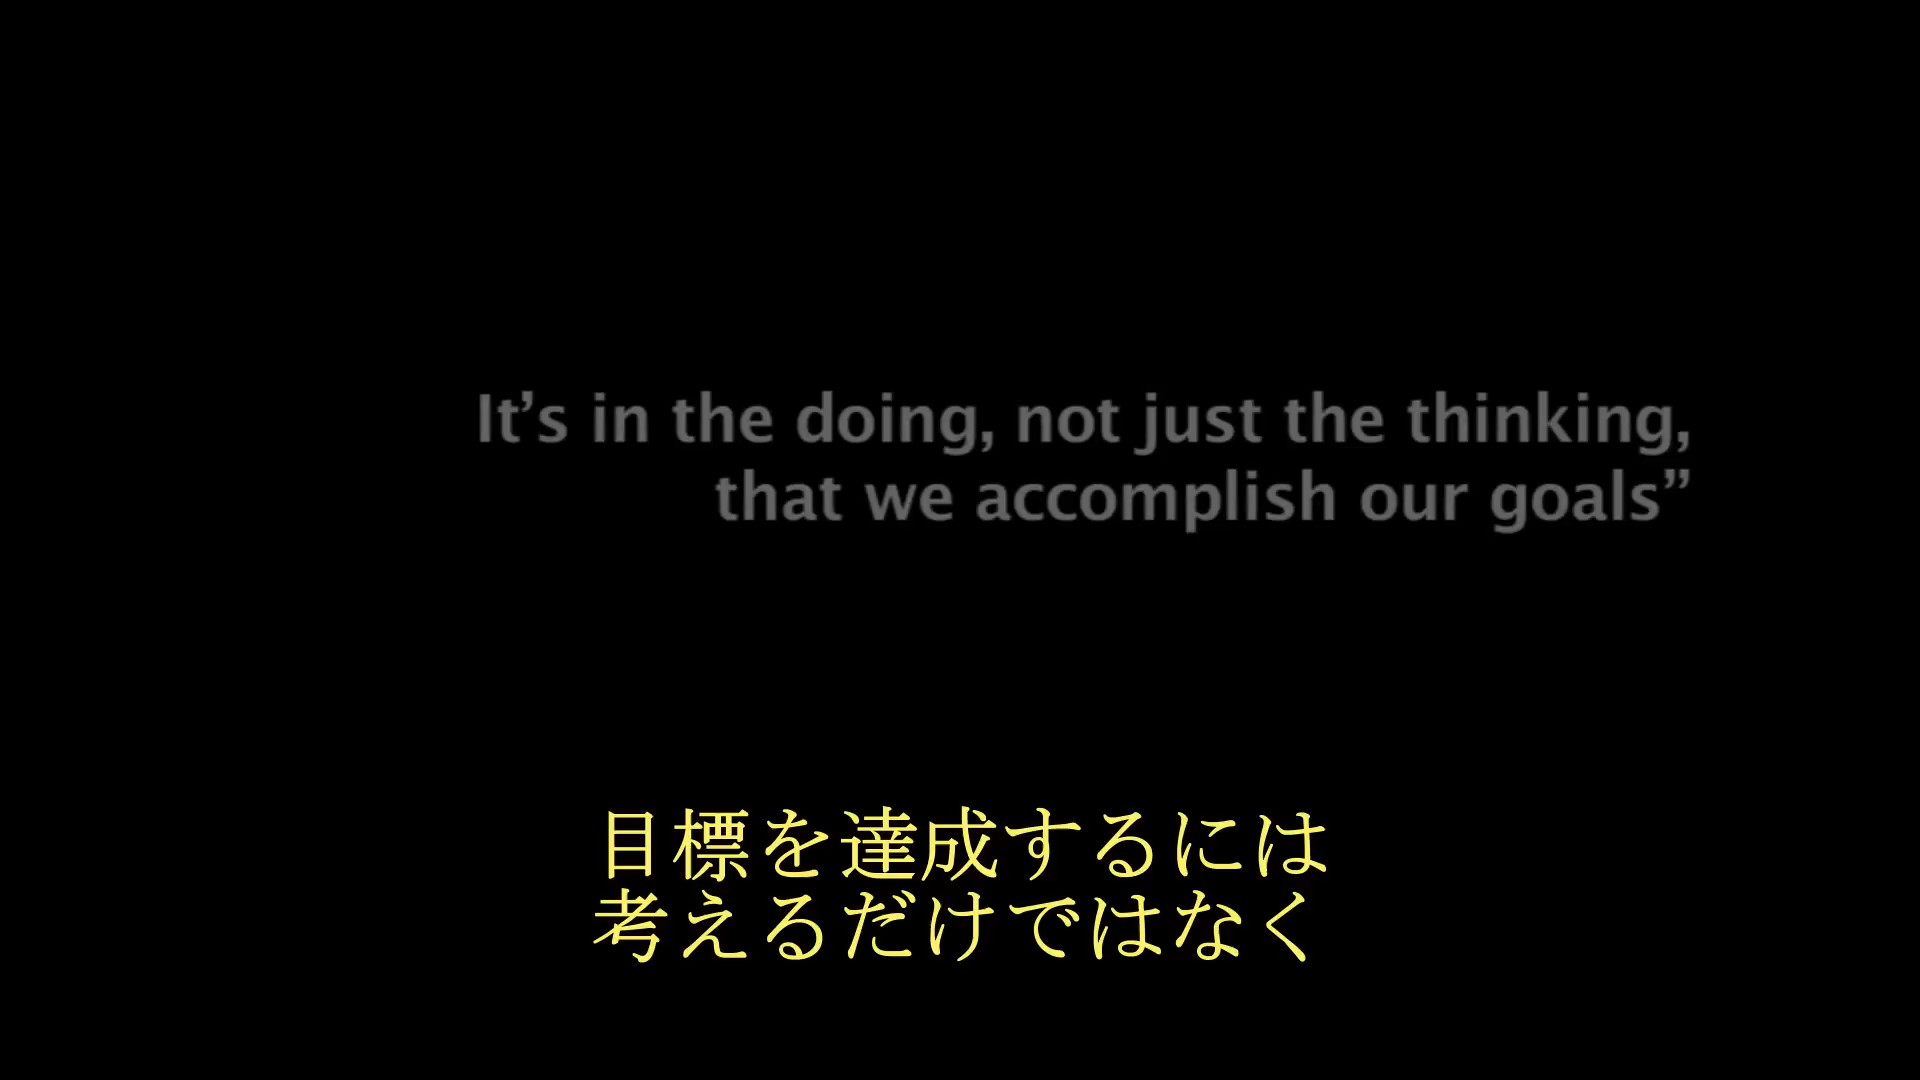 It’s in the doing, not just the thinking,
that we accomplish our goals”
目標を達成するには
考えるだけではなく